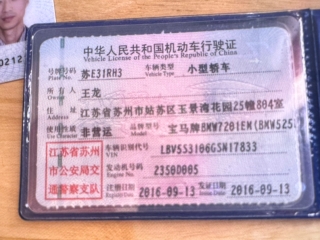 0212
中华人民共和国机动车行驶证
Vehicle License of the People's Republic of China
号牌号码 Plate No. 苏E31RH3 车辆类型 Vehicle Type 小型轿车
所有人 Owner 王龙
住址 Address 江苏省苏州市姑苏区玉景湾花园25幢804室
使用性质 Use Character 非营运 品牌型号 Model 宝马牌BMW7201EM(BMW525
江苏省苏州
市公安局交
通警察支队
车辆识别代号 VIN LBV5S3106GSN17833
发动机号码 Engine No. 2350D005
注册日期 Register Date 2016-09-13 发证日期 Issue Date 2016-09-13